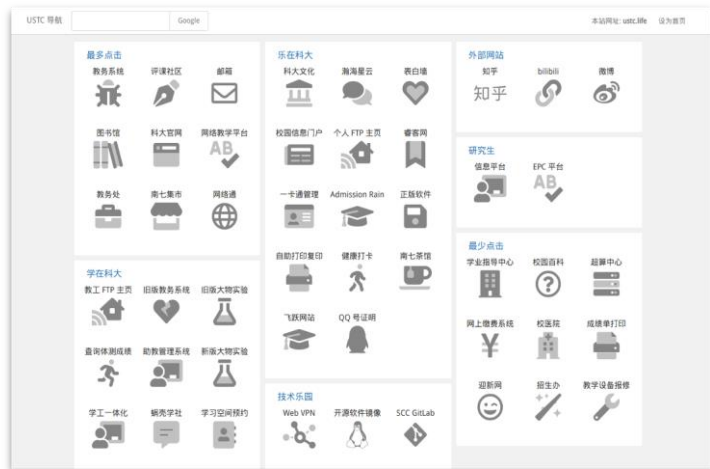 USTC 导航
Google
本站网址: ustc.life 设为首页
最多点击
教务系统 评课社区 邮箱
图书馆 科大官网 网络教学平台
AB
教务处 南七集市 网络通
学在科大
教工 FTP 主页 旧版教务系统 旧版大物实验
查询体测成绩 助教管理系统 新版大物实验
学工一体化 蜗壳学社 学习空间预约
乐在科大
科大文化 瀚海星云 表白墙
校园信息门户 个人 FTP 主页 睿客网
一卡通管理 Admission Rain 正版软件
自助打印复印 健康打卡 南七茶馆
飞跃网站 QQ 号证明
技术乐园
Web VPN 开源软件镜像 SCC GitLab
外部网站
知乎 bilibili 微博
知乎
研究生
信息平台 EPC 平台
AB
最少点击
学业指导中心 校园百科 超算中心
网上缴费系统 校医院 成绩单打印
迎新网 招生办 教学设备报修